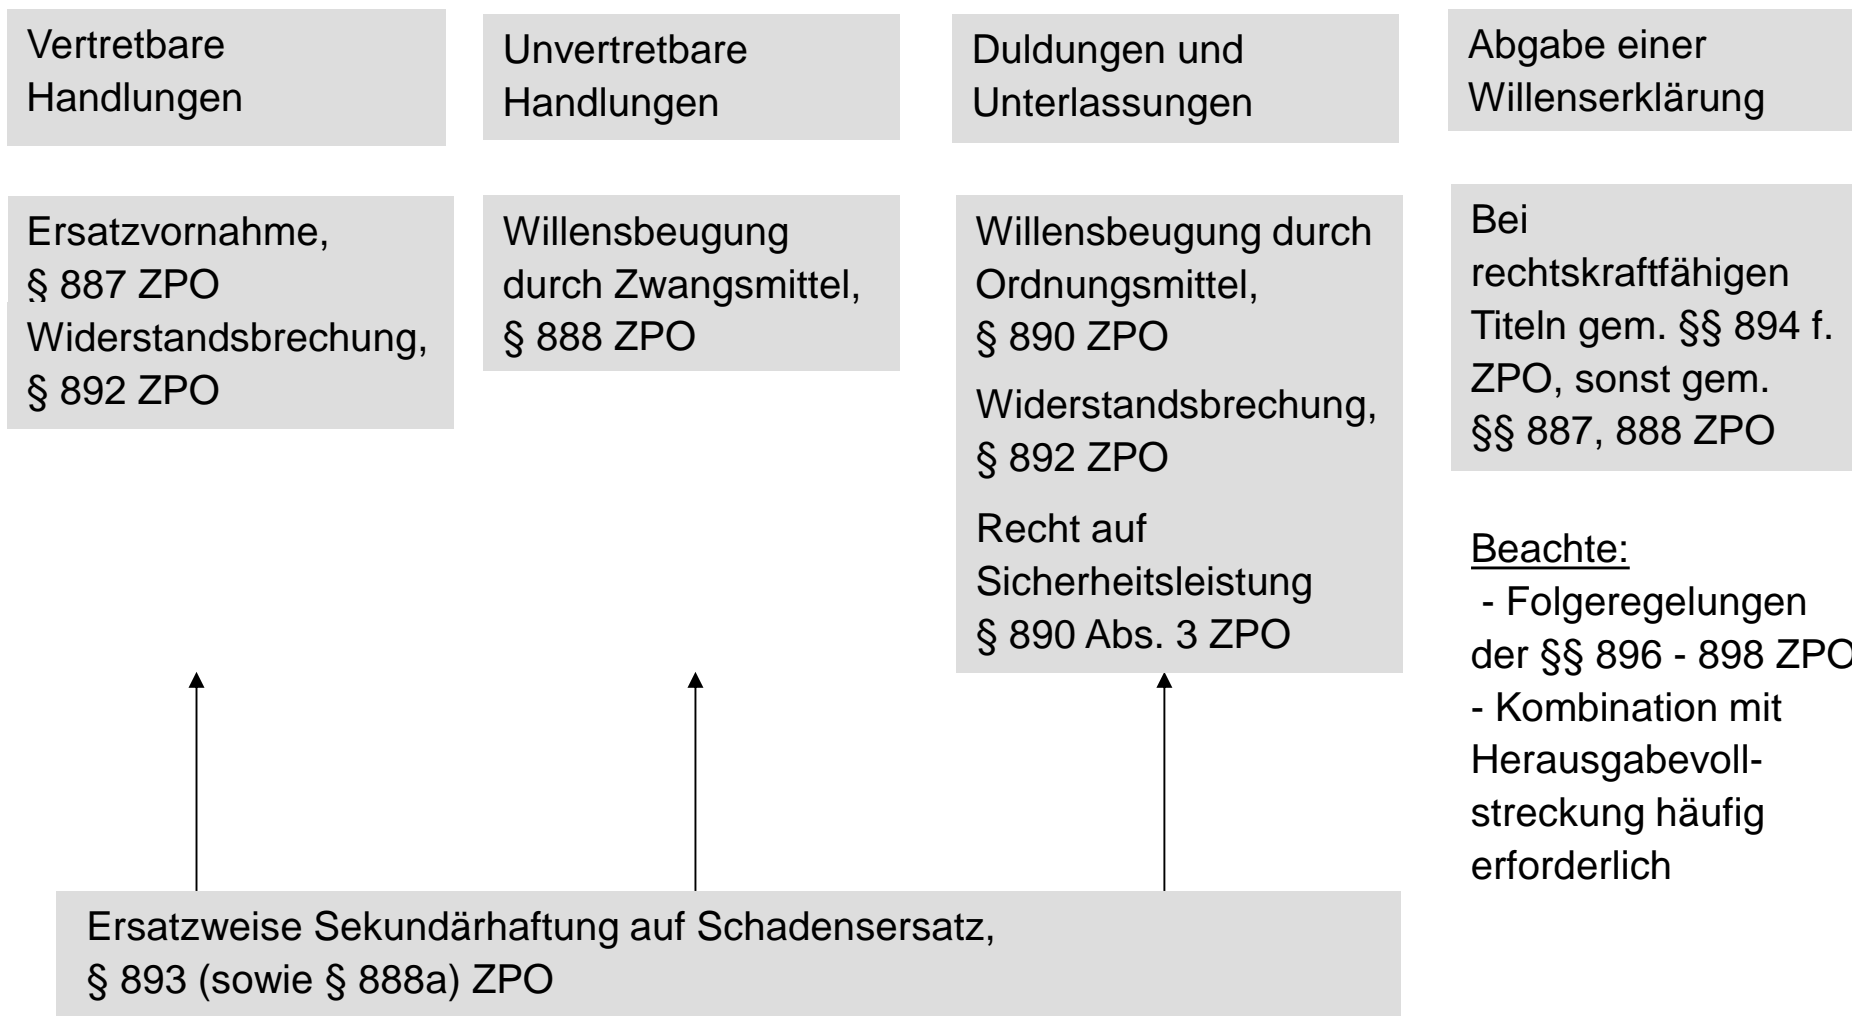 Vertretbare
Handlungen
Unvertretbare
Handlungen
Duldungen und
Unterlassungen
Abgabe einer
Willenserklärung
Ersatzvornahme,
§ 887 ZPO
Widerstandsbrechung,
§ 892 ZPO
Willensbeugung
durch Zwangsmittel,
§ 888 ZPO
Willensbeugung durch
Ordnungsmittel,
§ 890 ZPO
Widerstandsbrechung,
§ 892 ZPO
Recht auf
Sicherheitsleistung
§ 890 Abs. 3 ZPO
Bei
rechtskraftfähigen
Titeln gem. §§ 894 f.
ZPO, sonst gem.
§§ 887, 888 ZPO
Beachte:
- Folgeregelungen
der §§ 896 - 898 ZPO
- Kombination mit
Herausgabevoll-
streckung häufig
erforderlich
Ersatzweise Sekundärhaftung auf Schadensersatz,
§ 893 (sowie § 888a) ZPO